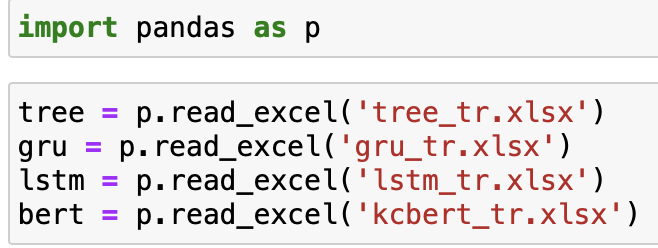 import pandas as p
tree = p.read_excel('tree_tr.xlsx')
gru = p.read_excel('gru_tr.xlsx')
lstm = p.read_excel('lstm_tr.xlsx')
bert = p.read_excel('kcbert_tr.xlsx')